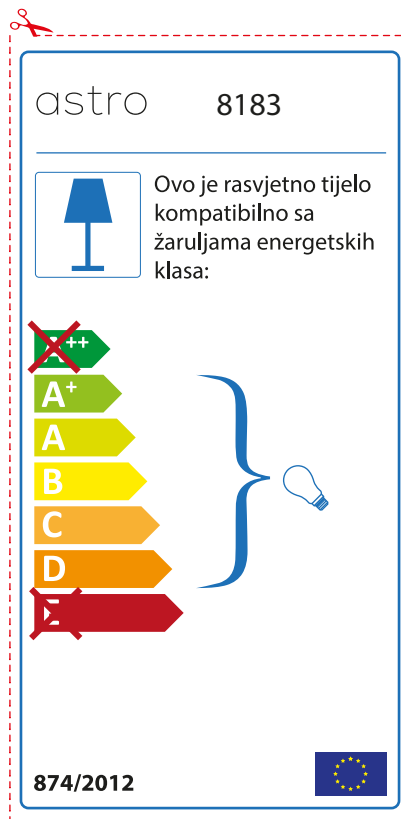 astro 8183
Ovo je rasvjetno tijelo
kompatibilno sa
žaruljama energetskih
klasa:
A++
A+
A
B
C
D
E
874/2012